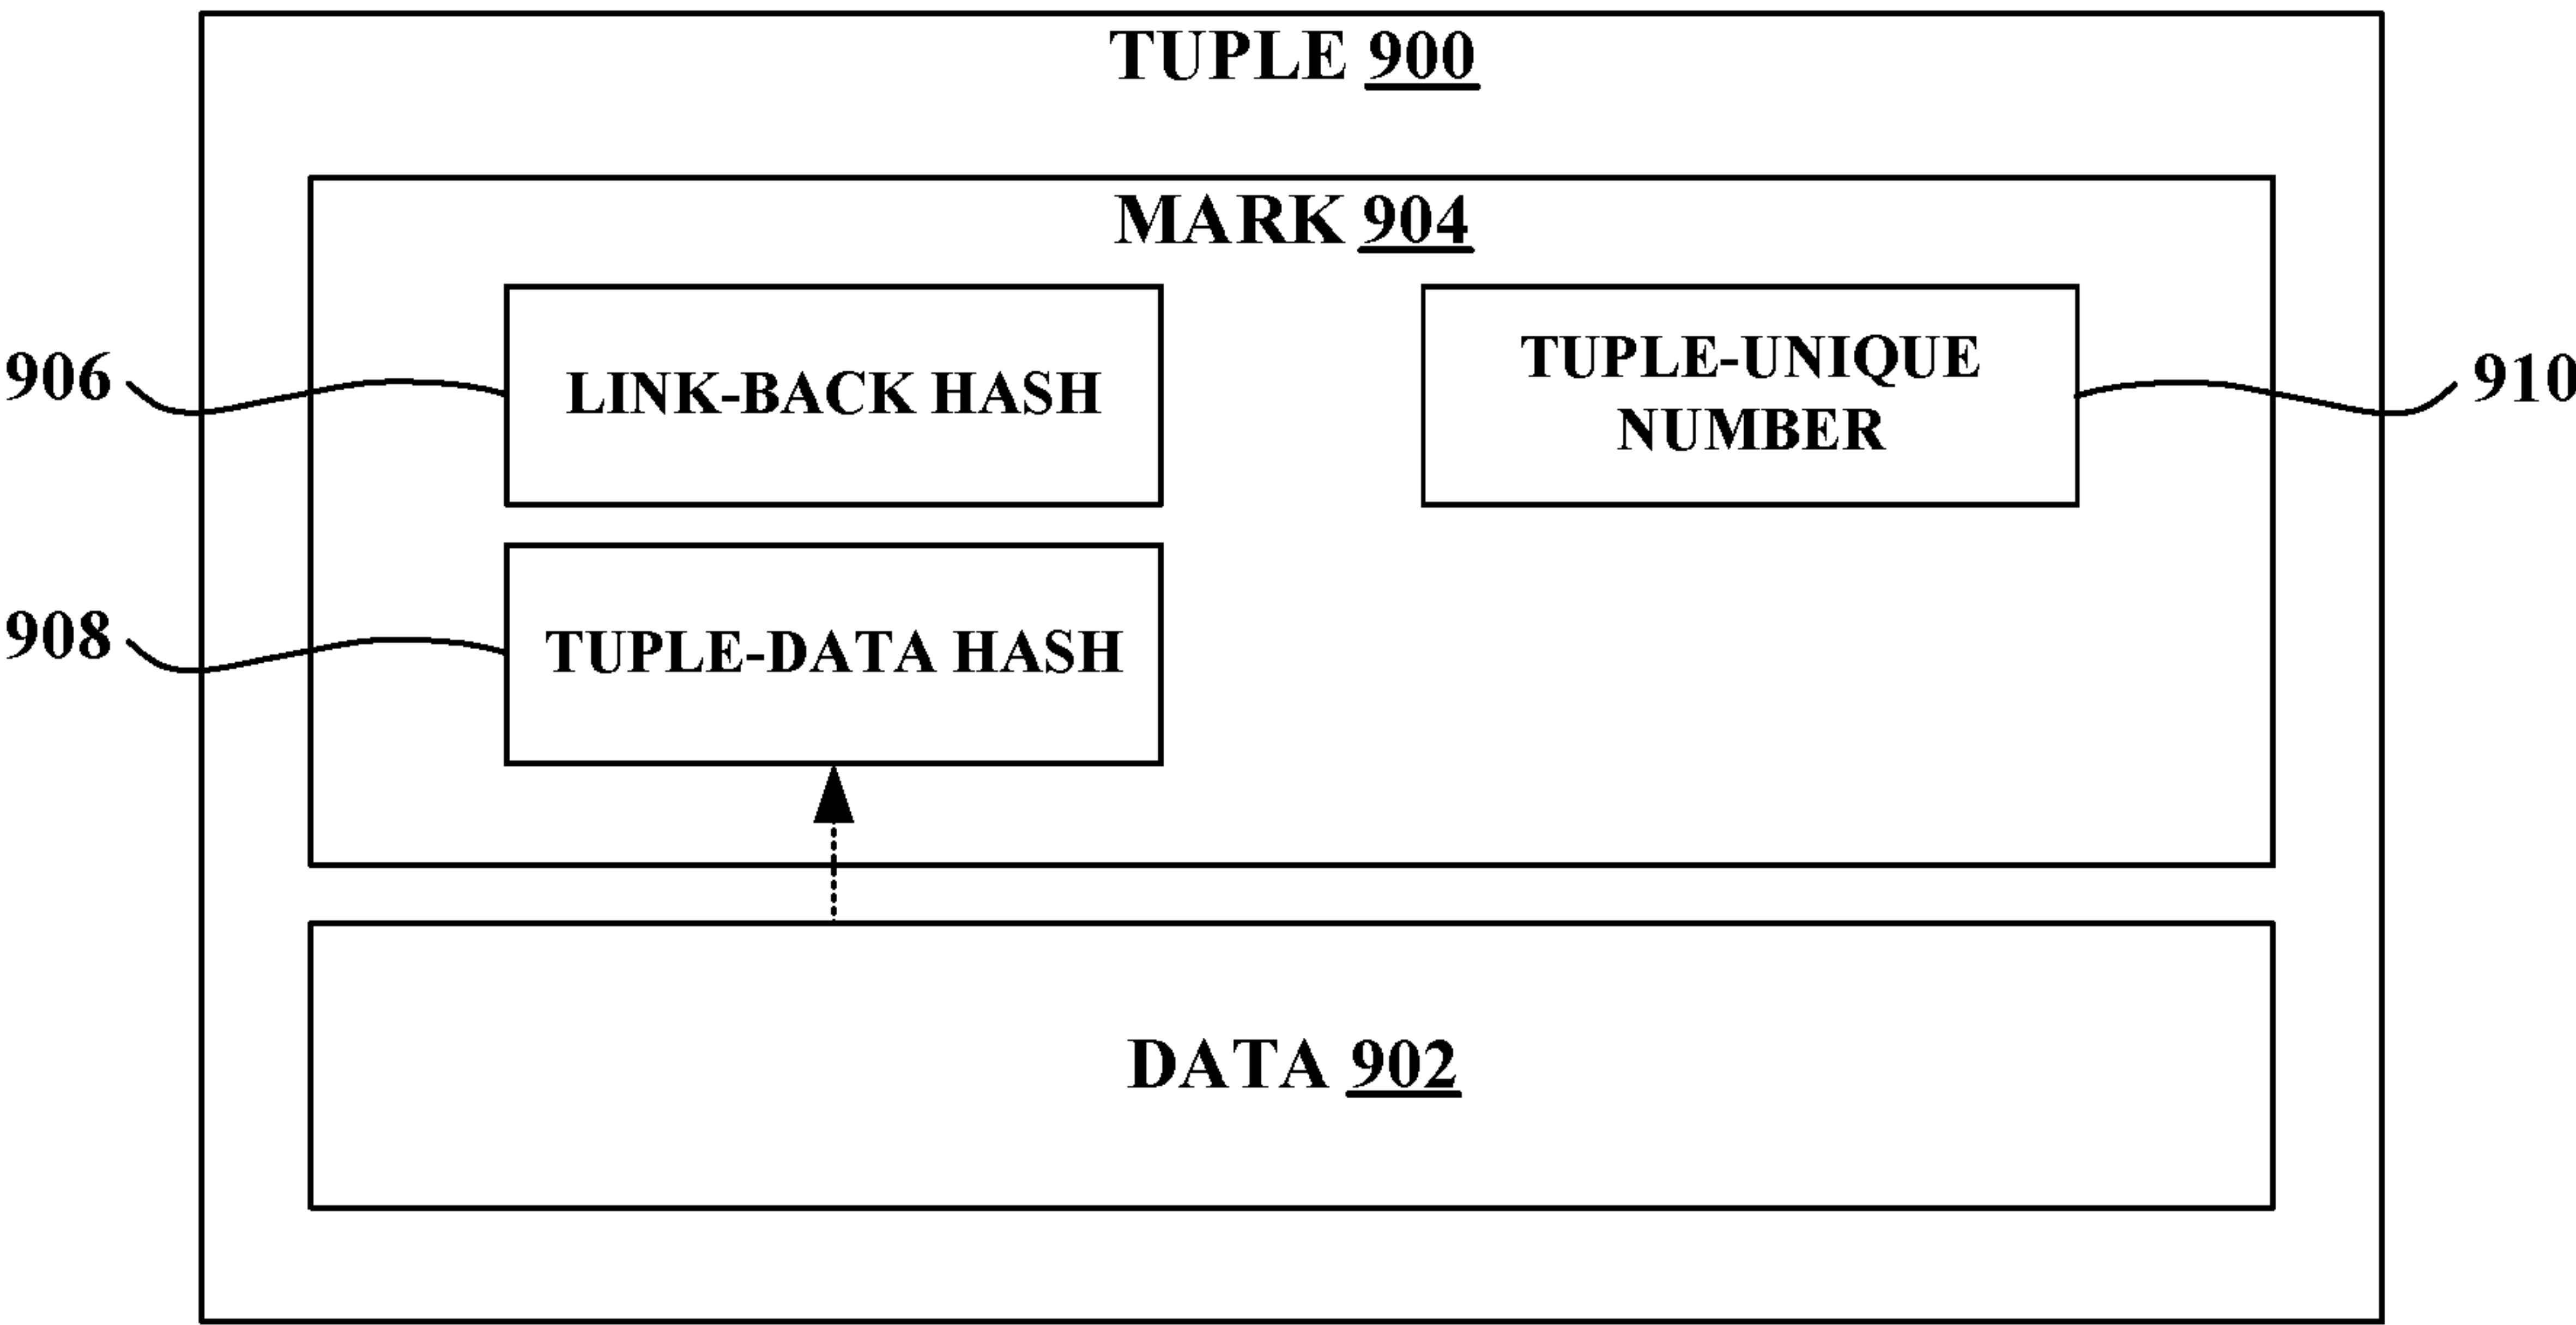 TUPLE 900
MARK 904
906
LINK-BACK HASH
TUPLE-UNIQUE
NUMBER
910
908
TUPLE-DATA HASH
DATA 902